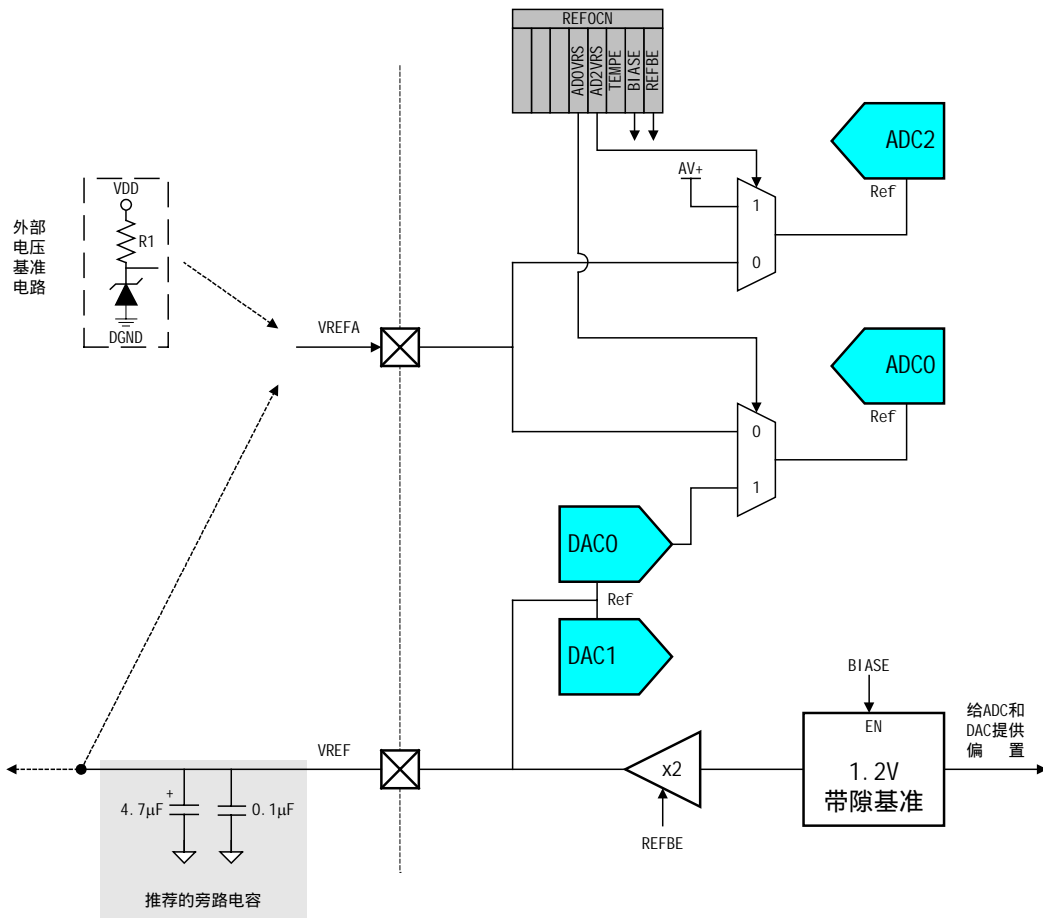 REF0CN
AD0VRS
AD2VRS
TEMPE
BIASE
REFBE
ADC2
Ref
AV+
1
0
外部
电压
基准
电路
VDD
R1
DGND
VREFA
ADC0
Ref
0
1
DAC0
Ref
DAC1
BIASE
EN
1.2V
带隙基准
给ADC和
DAC提供
偏 置
x2
REFBE
VREF
+
4.7µF
0.1µF
推荐的旁路电容